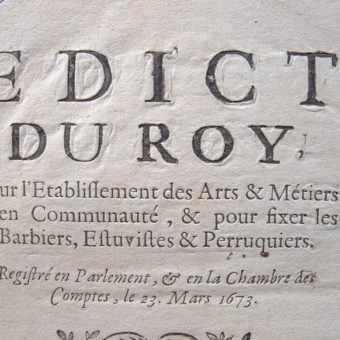 EDICT
DU ROY,
ur l'Etabliſſement des Arts & Métiers
en Communauté, & pour fixer les
Barbiers, Eſtuviſtes & Perruquiers.
Regiſtré en Parlement, & en la Chambre des
Comptes, le 23. Mars 1673.